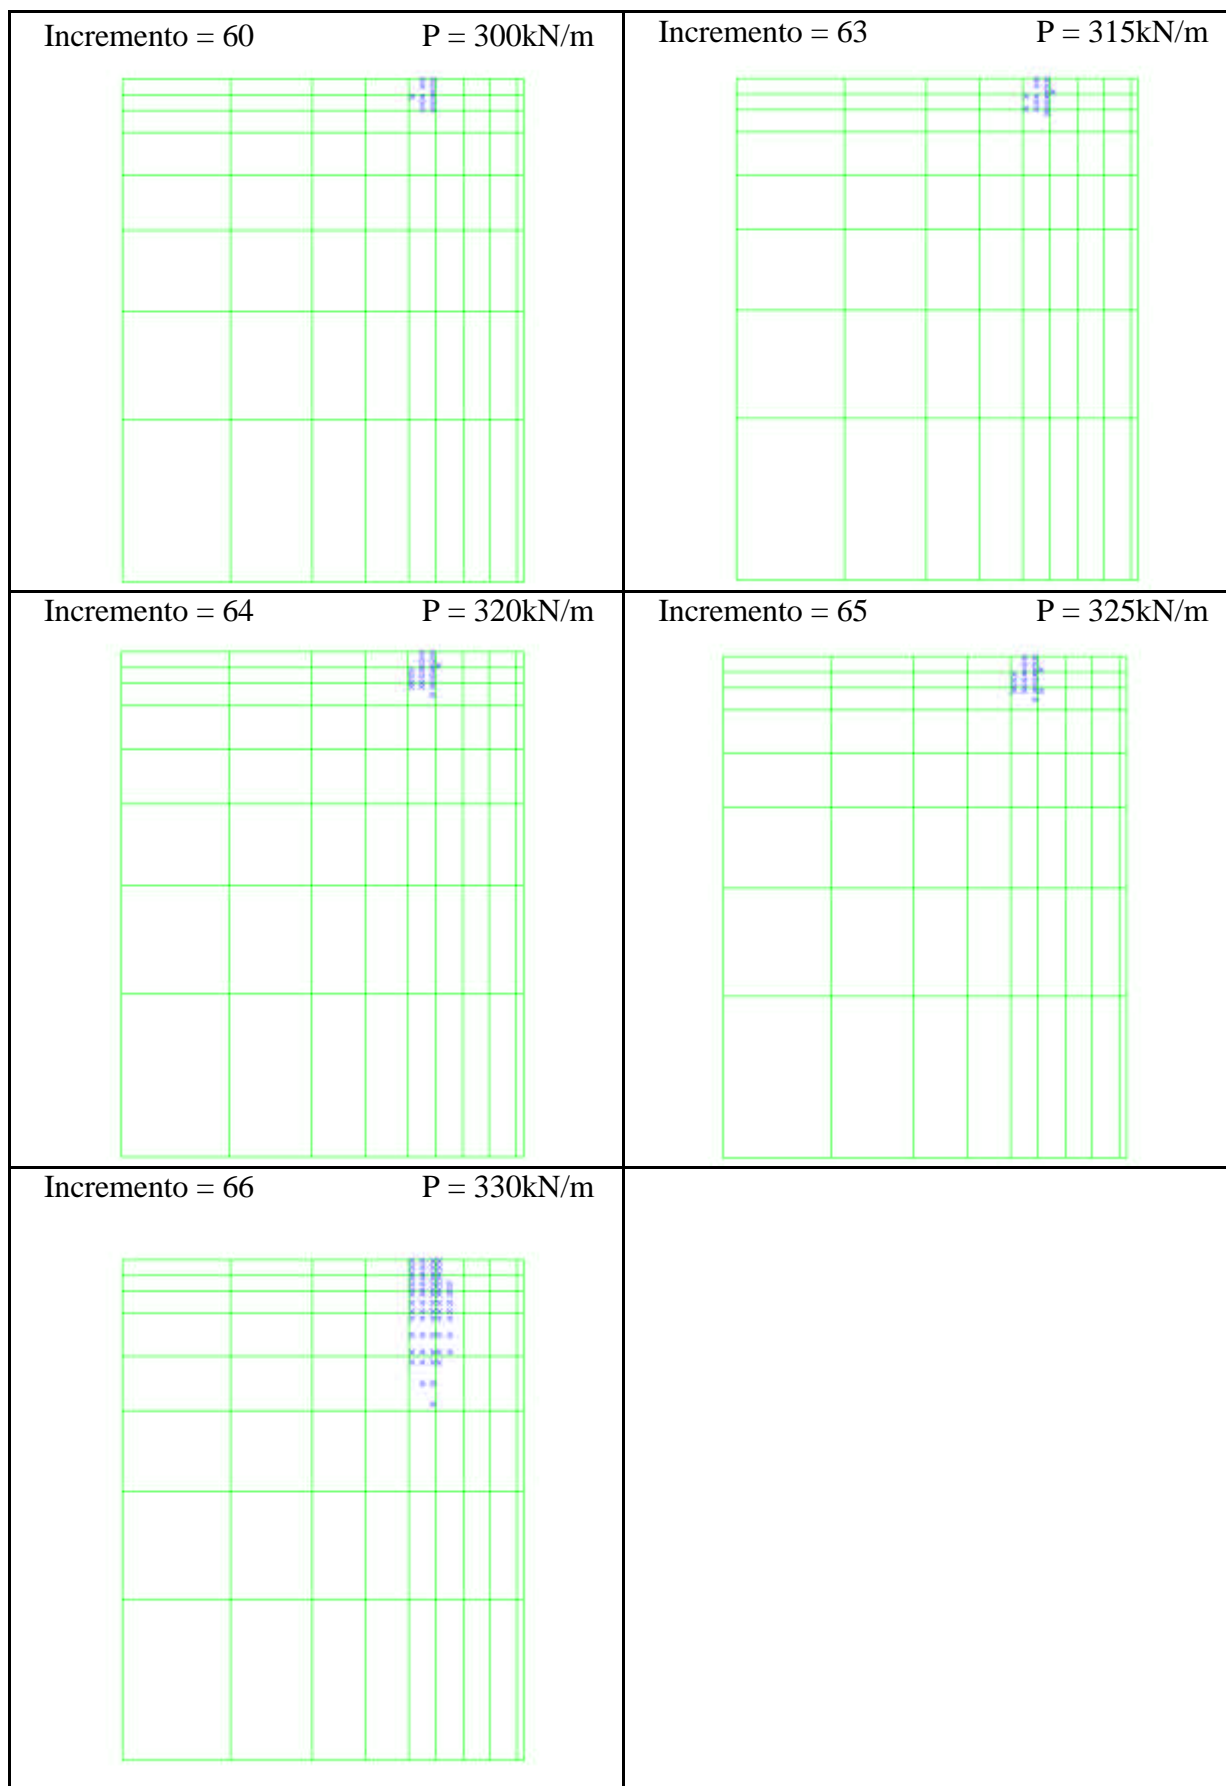 Incremento = 60 P = 300kN/m
Incremento = 63 P = 315kN/m
Incremento = 64 P = 320kN/m
Incremento = 65 P = 325kN/m
Incremento = 66 P = 330kN/m